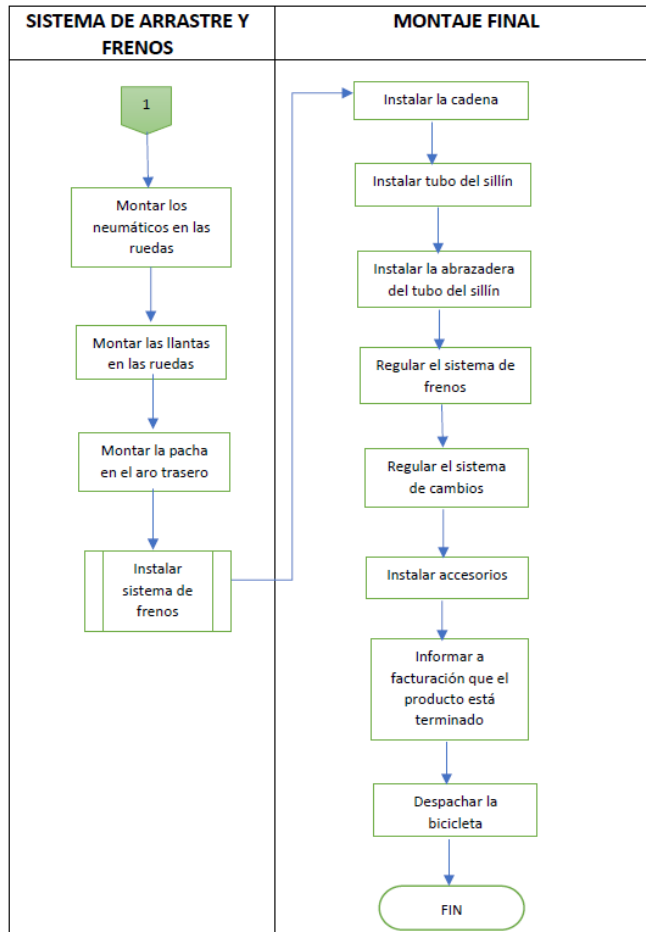 SISTEMA DE ARRASTRE Y
FRENOS
1
Montar los
neumáticos en las
ruedas
Montar las llantas
en las ruedas
Montar la pacha
en el aro trasero
Instalar
sistema de
frenos
MONTAJE FINAL
Instalar la cadena
Instalar tubo del sillín
Instalar la abrazadera
del tubo del sillín
Regular el sistema de
frenos
Regular el sistema
de cambios
Instalar accesorios
Informar a
facturación que el
producto está
terminado
Despachar la
bicicleta
FIN